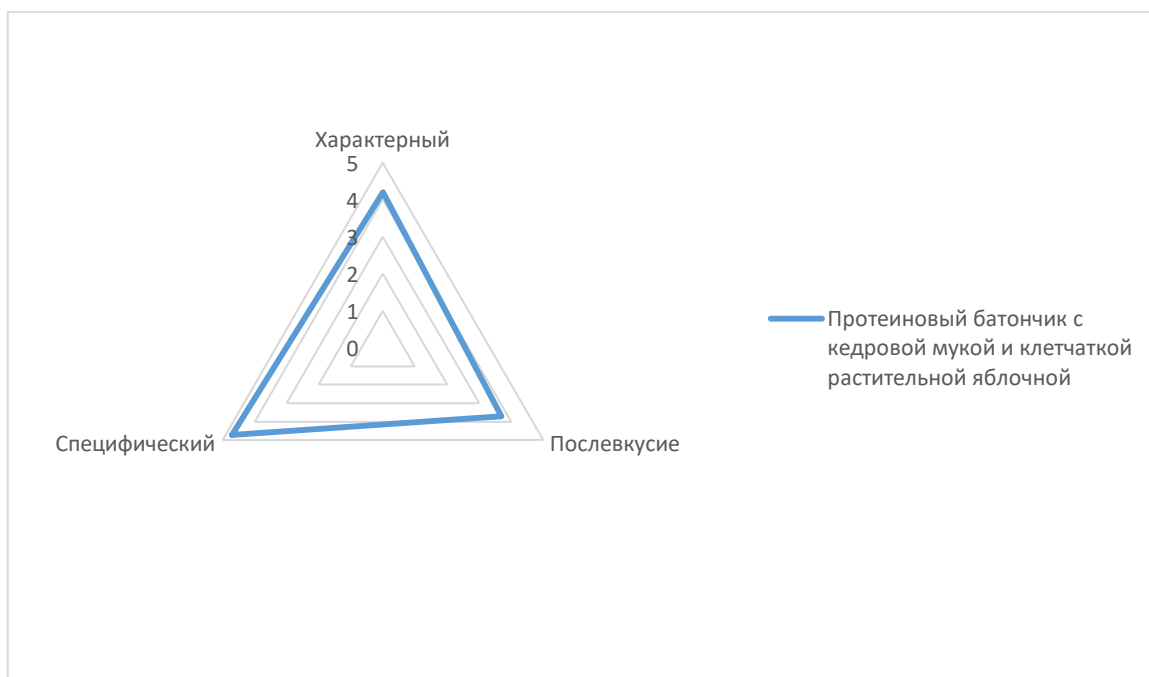 Характерный
5
4
3
2
1
0
Специфический
Послевкусие
Протеиновый батончик с
кедровой мукой и клетчаткой
растительной яблочной